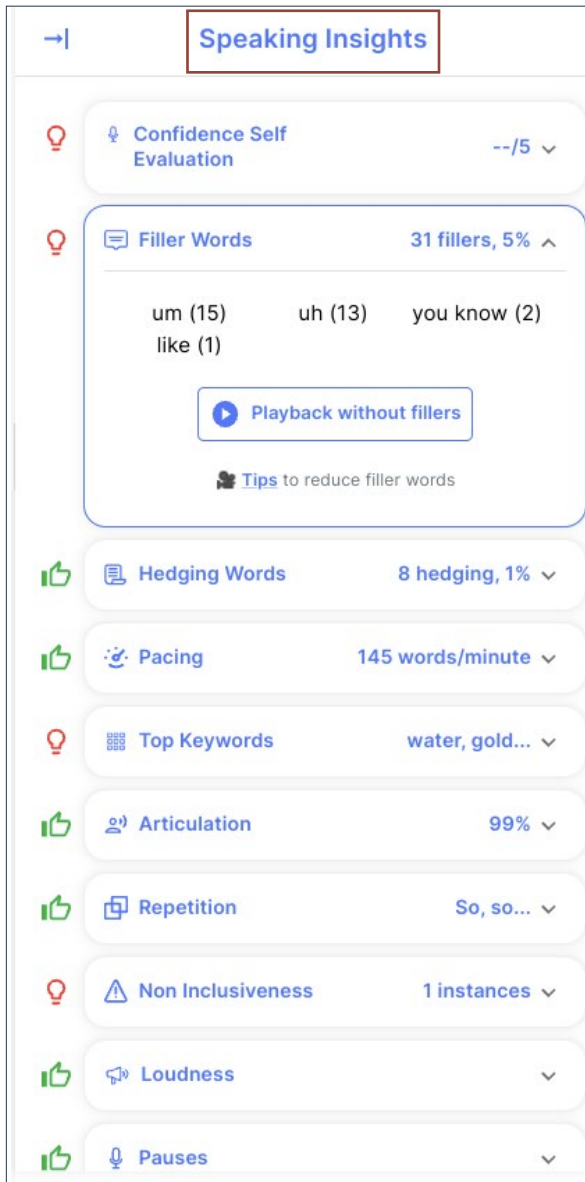 Speaking Insights
Confidence Self
Evaluation
--/5
Filler Words 31 fillers, 5%
um (15) uh (13) you know (2)
like (1)
Playback without fillers
Tips to reduce filler words
Hedging Words 8 hedging, 1%
Pacing 145 words/minute
Top Keywords water, gold...
Articulation 99%
Repetition So, so...
Non Inclusiveness 1 instances
Loudness
Pauses